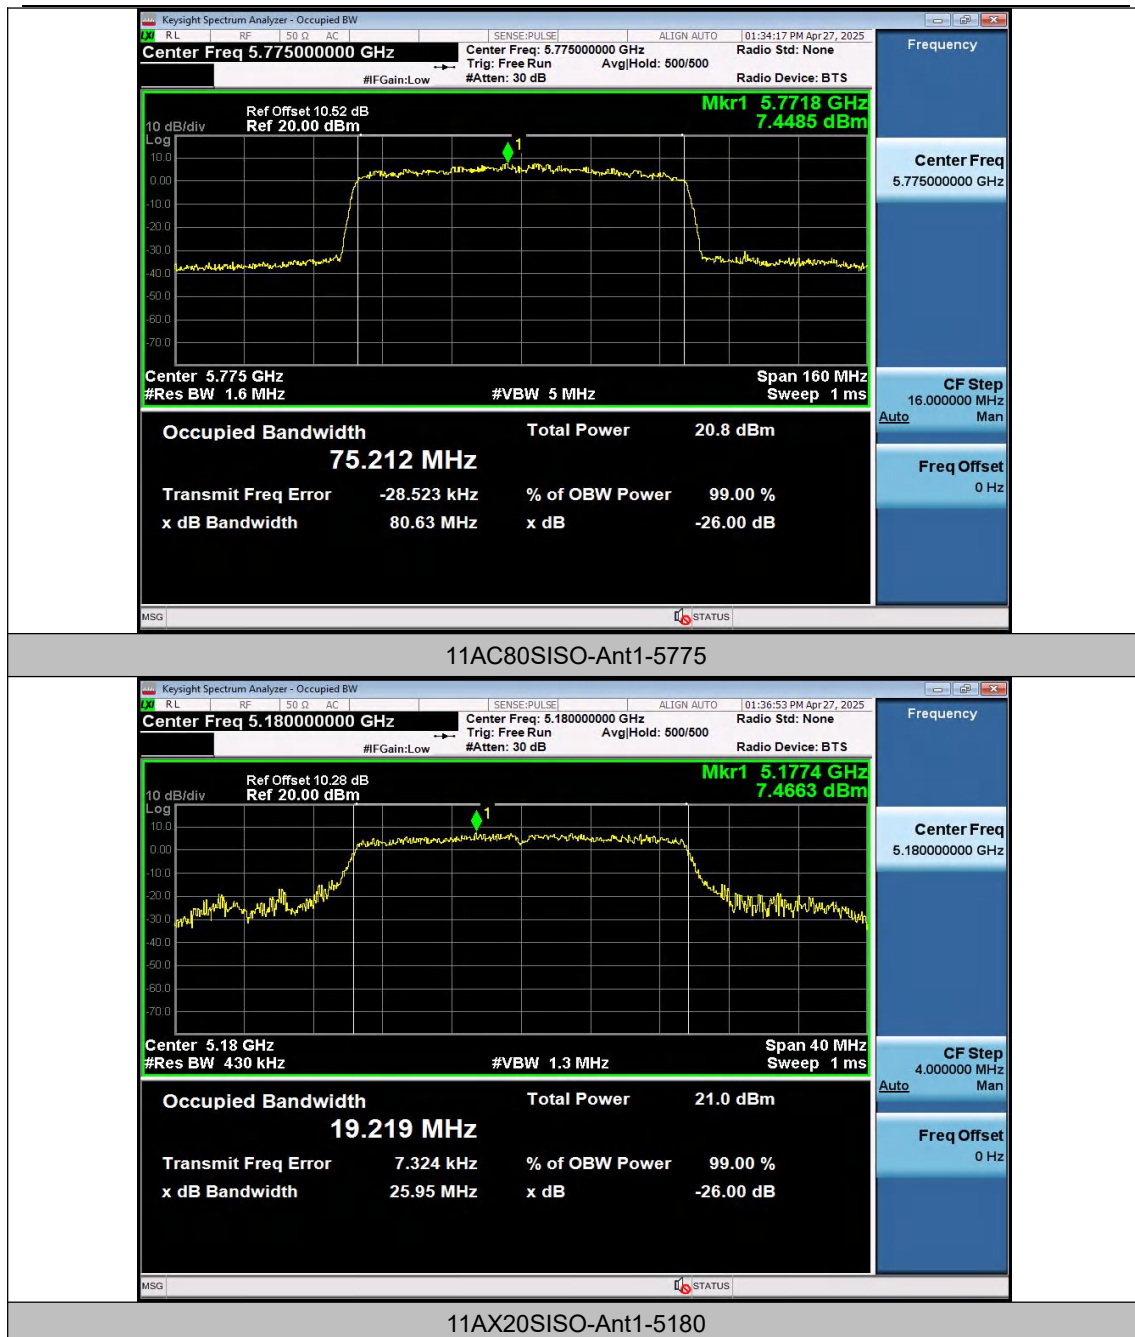 Keysight Spectrum Analyzer - Occupied BW
LXI RL RF 50 Ω AC SENSE:PULSE ALIGN AUTO 01:34:17 PM Apr 27, 2025
Center Freq 5.775000000 GHz
Center Freq: 5.775000000 GHz Radio Std: None
Trig: Free Run Avg|Hold: 500/500
#IFGain:Low #Atten: 30 dB Radio Device: BTS
Frequency
Mkr1 5.7718 GHz
7.4485 dBm
Ref Offset 10.52 dB
10 dB/div Ref 20.00 dBm
Log
1
10.0
0.00
-10.0
-20.0
-30.0
-40.0
-50.0
-60.0
-70.0
Center Freq
5.775000000 GHz
Center 5.775 GHz Span 160 MHz
#Res BW 1.6 MHz #VBW 5 MHz Sweep 1 ms
CF Step
16.000000 MHz
Auto Man
Occupied Bandwidth Total Power 20.8 dBm
75.212 MHz
Freq Offset
0 Hz
Transmit Freq Error -28.523 kHz % of OBW Power 99.00 %
x dB Bandwidth 80.63 MHz x dB -26.00 dB
MSG STATUS
11AC80SISO-Ant1-5775
Keysight Spectrum Analyzer - Occupied BW
LXI RL RF 50 Ω AC SENSE:PULSE ALIGN AUTO 01:36:53 PM Apr 27, 2025
Center Freq 5.180000000 GHz
Center Freq: 5.180000000 GHz Radio Std: None
Trig: Free Run Avg|Hold: 500/500
#IFGain:Low #Atten: 30 dB Radio Device: BTS
Frequency
Mkr1 5.1774 GHz
7.4663 dBm
Ref Offset 10.28 dB
10 dB/div Ref 20.00 dBm
Log
1
10.0
0.00
-10.0
-20.0
-30.0
-40.0
-50.0
-60.0
-70.0
Center Freq
5.180000000 GHz
Center 5.18 GHz Span 40 MHz
#Res BW 430 kHz #VBW 1.3 MHz Sweep 1 ms
CF Step
4.000000 MHz
Auto Man
Occupied Bandwidth Total Power 21.0 dBm
19.219 MHz
Freq Offset
0 Hz
Transmit Freq Error 7.324 kHz % of OBW Power 99.00 %
x dB Bandwidth 25.95 MHz x dB -26.00 dB
MSG STATUS
11AX20SISO-Ant1-5180